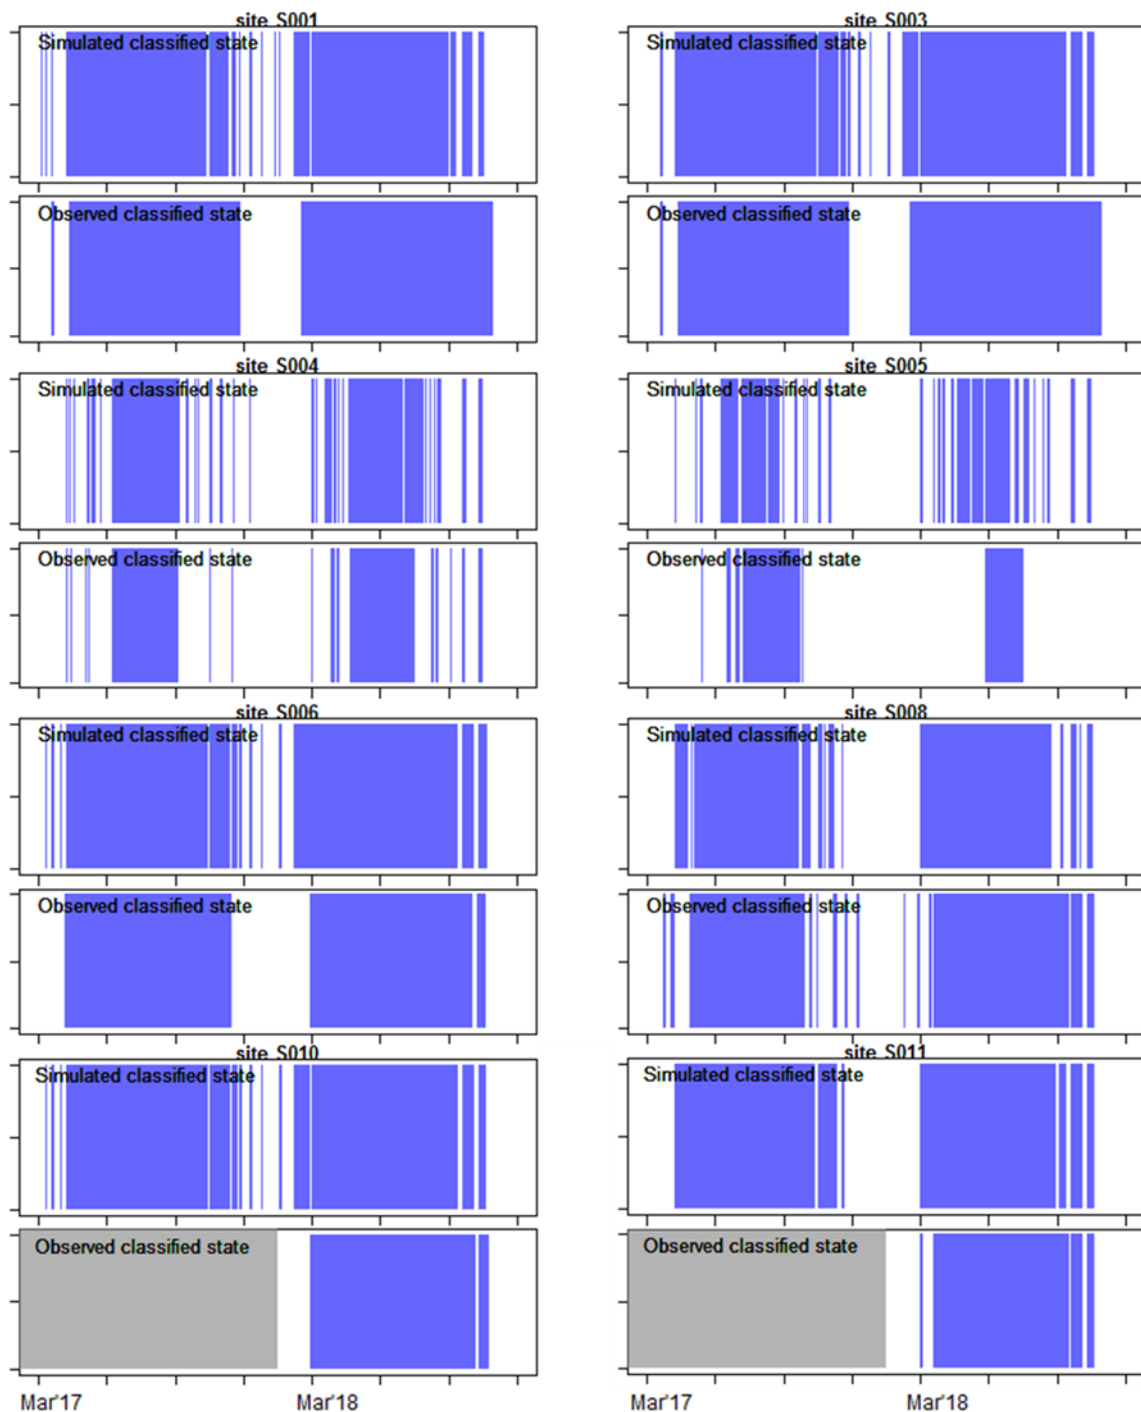 site S001
Simulated classified state
Observed classified state
site S003
Simulated classified state
Observed classified state
site S004
Simulated classified state
Observed classified state
site S005
Simulated classified state
Observed classified state
site S006
Simulated classified state
Observed classified state
site S008
Simulated classified state
Observed classified state
site S010
Simulated classified state
Observed classified state
Mar'17
Mar'18
site S011
Simulated classified state
Observed classified state
Mar'17
Mar'18